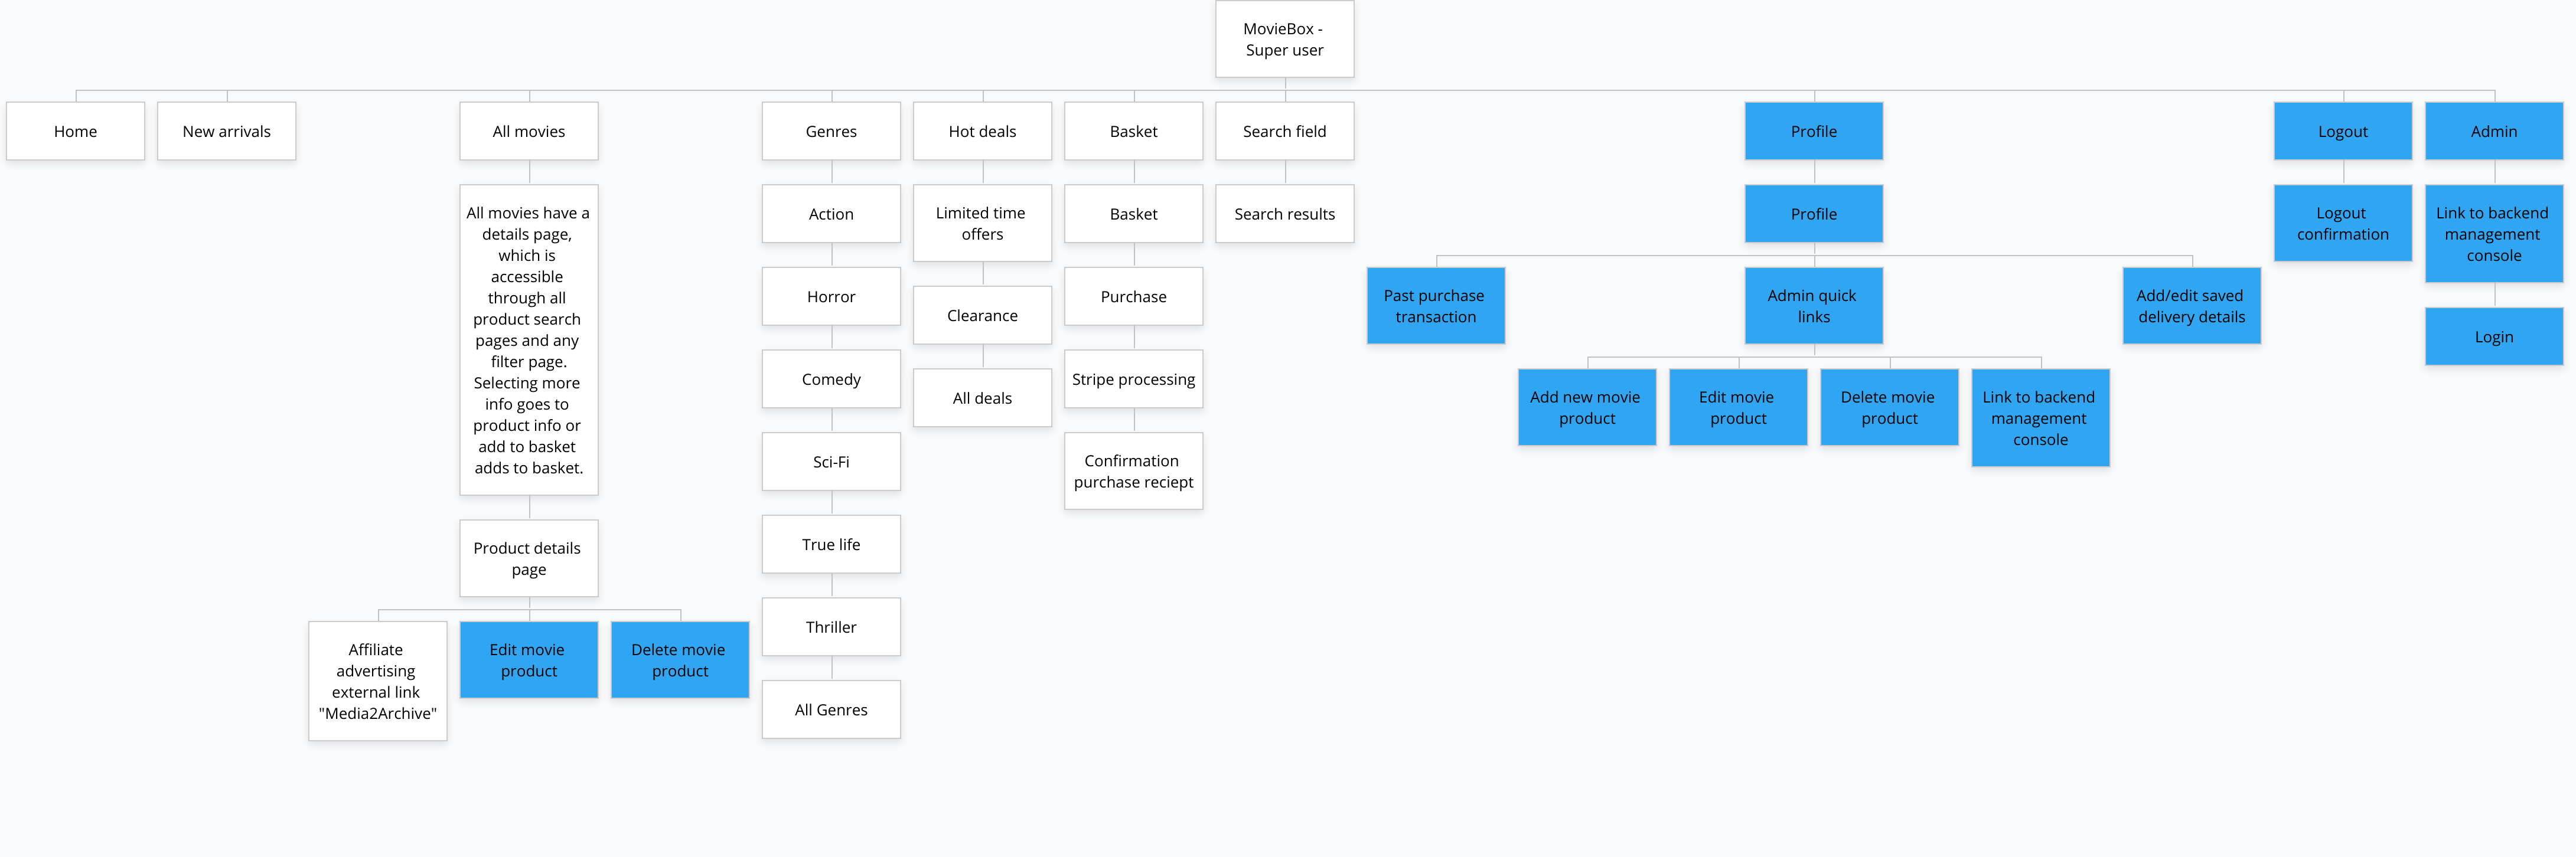 MovieBox -
Super user
Home
New arrivals
All movies
Genres
Hot deals
Basket
Search field
Profile
Logout
Admin
All movies have a
details page,
which is
accessible
through all
product search
pages and any
filter page.
Selecting more
info goes to
product info or
add to basket
adds to basket.
Product details
page
Affiliate
advertising
external link
"Media2Archive"
Edit movie
product
Delete movie
product
Action
Horror
Comedy
Sci-Fi
True life
Thriller
All Genres
Limited time
offers
Clearance
All deals
Basket
Purchase
Stripe processing
Confirmation
purchase reciept
Search results
Profile
Past purchase
transaction
Admin quick
links
Add/edit saved
delivery details
Add new movie
product
Edit movie
product
Delete movie
product
Link to backend
management
console
Logout
confirmation
Link to backend
management
console
Login